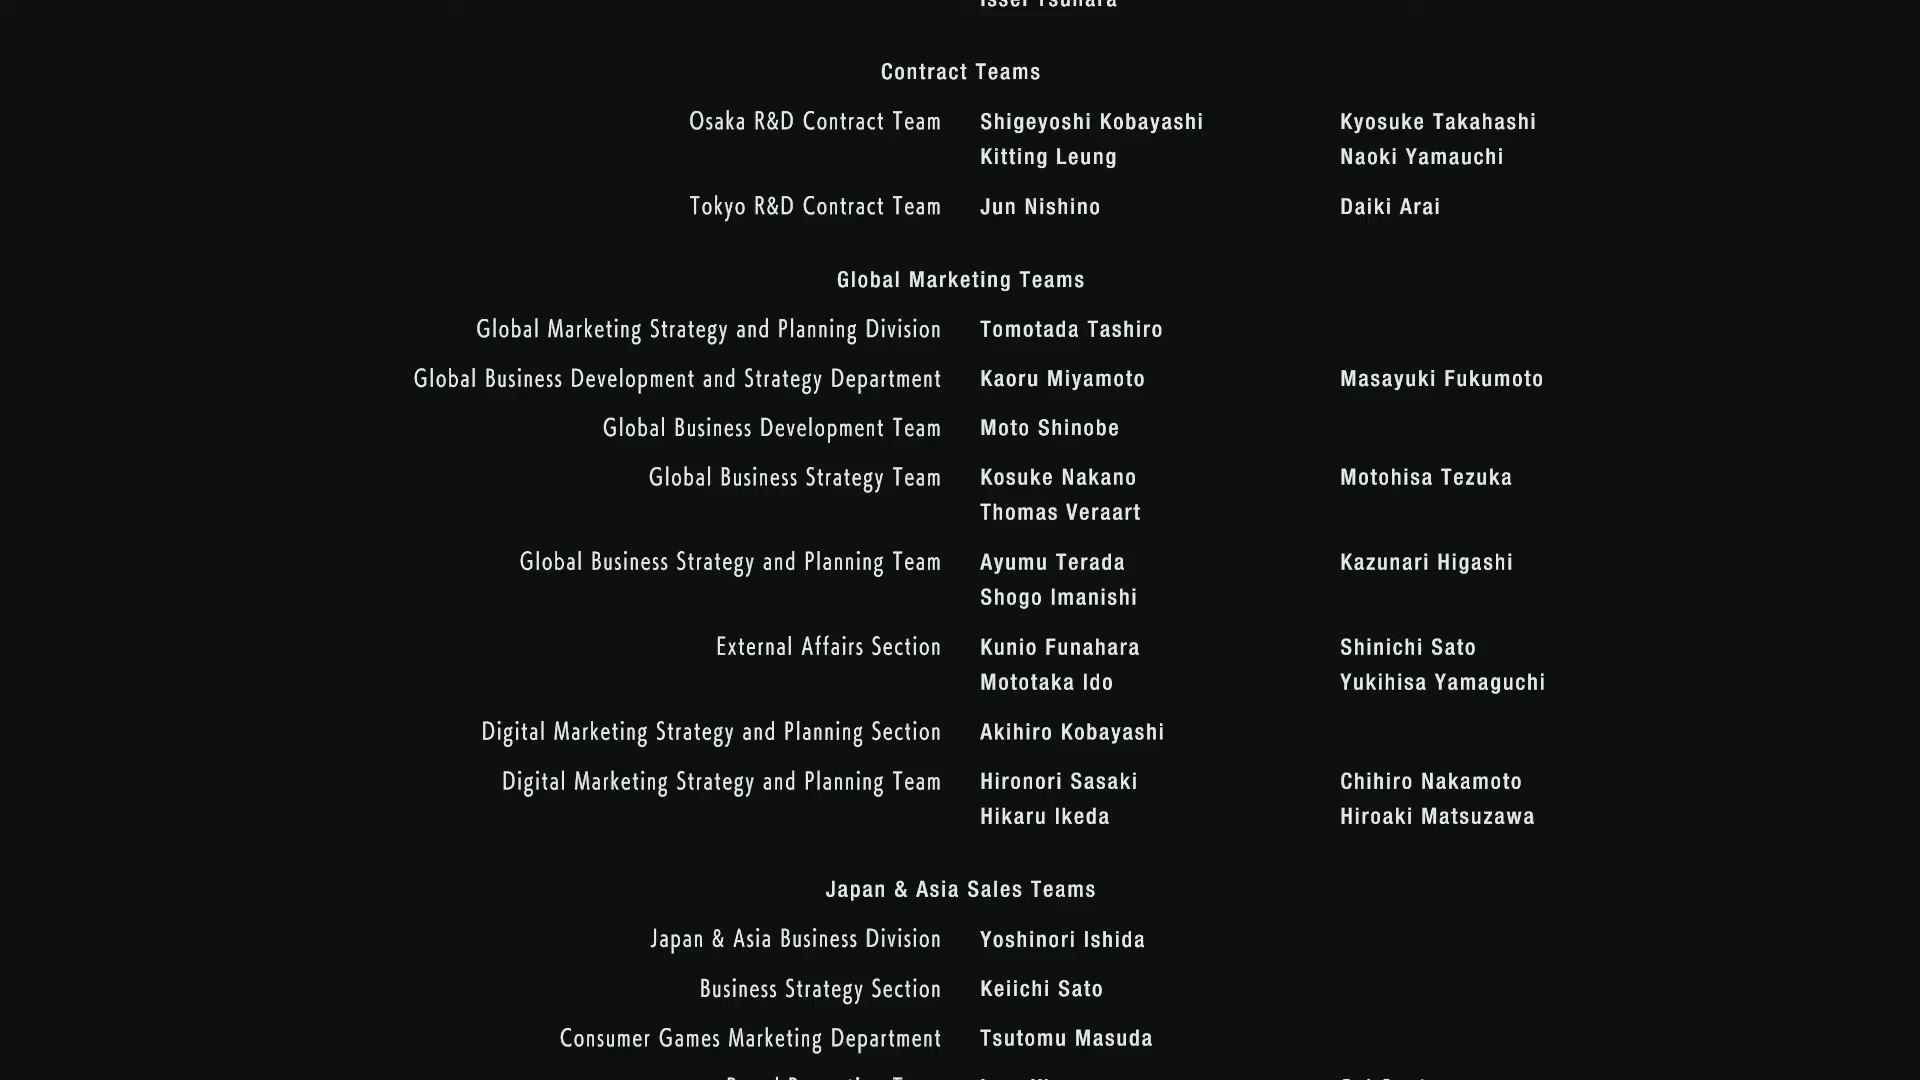 Contract Teams
Osaka R&D Contract Team Shigeyoshi Kobayashi Kyosuke Takahashi
Kitting Leung Naoki Yamauchi
Tokyo R&D Contract Team Jun Nishino Daiki Arai
Global Marketing Teams
Global Marketing Strategy and Planning Division Tomotada Tashiro
Global Business Development and Strategy Department Kaoru Miyamoto Masayuki Fukumoto
Global Business Development Team Moto Shinobe
Global Business Strategy Team Kosuke Nakano Motohisa Tezuka
Thomas Veraart
Global Business Strategy and Planning Team Ayumu Terada Kazunari Higashi
Shogo Imanishi
External Affairs Section Kunio Funahara Shinichi Sato
Mototaka Ido Yukihisa Yamaguchi
Digital Marketing Strategy and Planning Section Akihiro Kobayashi
Digital Marketing Strategy and Planning Team Hironori Sasaki Chihiro Nakamoto
Hikaru Ikeda Hiroaki Matsuzawa
Japan & Asia Sales Teams
Japan & Asia Business Division Yoshinori Ishida
Business Strategy Section Keiichi Sato
Consumer Games Marketing Department Tsutomu Masuda